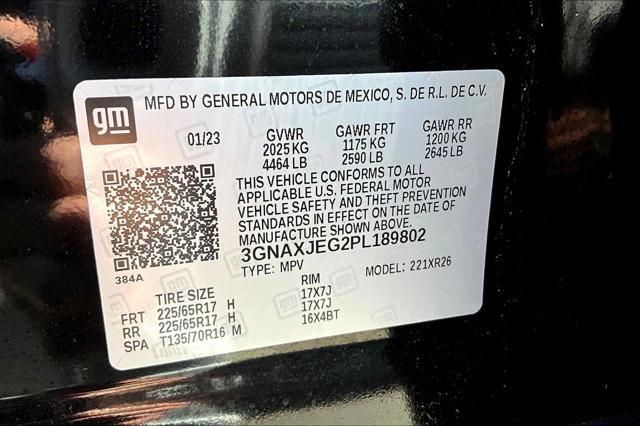 gm
MFD BY GENERAL MOTORS DE MEXICO, S. DE R.L. DE C.V.
01/23 GVWR GAWR FRT GAWR RR
2025 KG 1175 KG 1200 KG
4464 LB 2590 LB 2645 LB
THIS VEHICLE CONFORMS TO ALL
APPLICABLE U.S. FEDERAL MOTOR
VEHICLE SAFETY AND THEFT PREVENTION
STANDARDS IN EFFECT ON THE DATE OF
MANUFACTURE SHOWN ABOVE.
3GNAXJEG2PL189802
384A
TYPE: MPV MODEL: 221XR26
TIRE SIZE RIM
FRT 225/65R17 H 17X7J
RR 225/65R17 H 17X7J
SPA T135/70R16 M 16X4BT